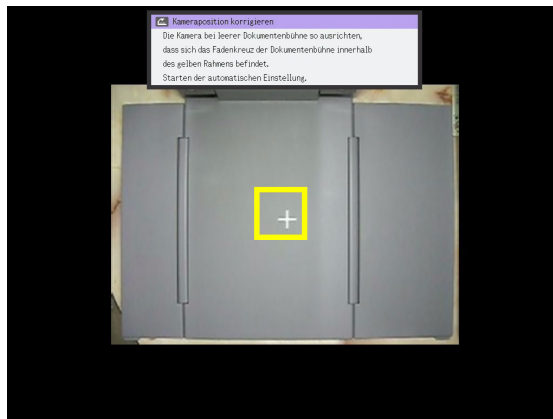 Kameraposition korrigieren
Die Kamera bei leerer Dokumentenbühne so ausrichten,
dass sich das Fadenkreuz der Dokumentenbühne innerhalb
des gelben Rahmens befindet.
Starten der automatischen Einstellung.